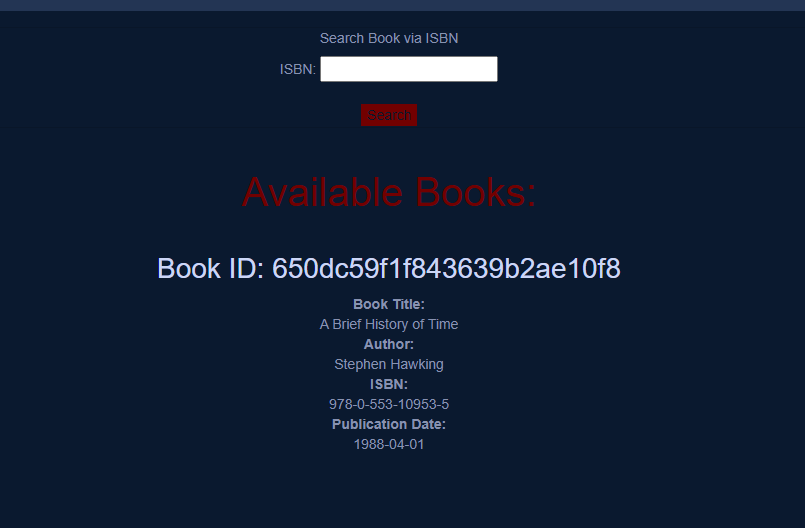 Search Book via ISBN
ISBN:
Search
Available Books:
Book ID: 650dc59f1f843639b2ae10f8
Book Title:
A Brief History of Time
Author:
Stephen Hawking
ISBN:
978-0-553-10953-5
Publication Date:
1988-04-01